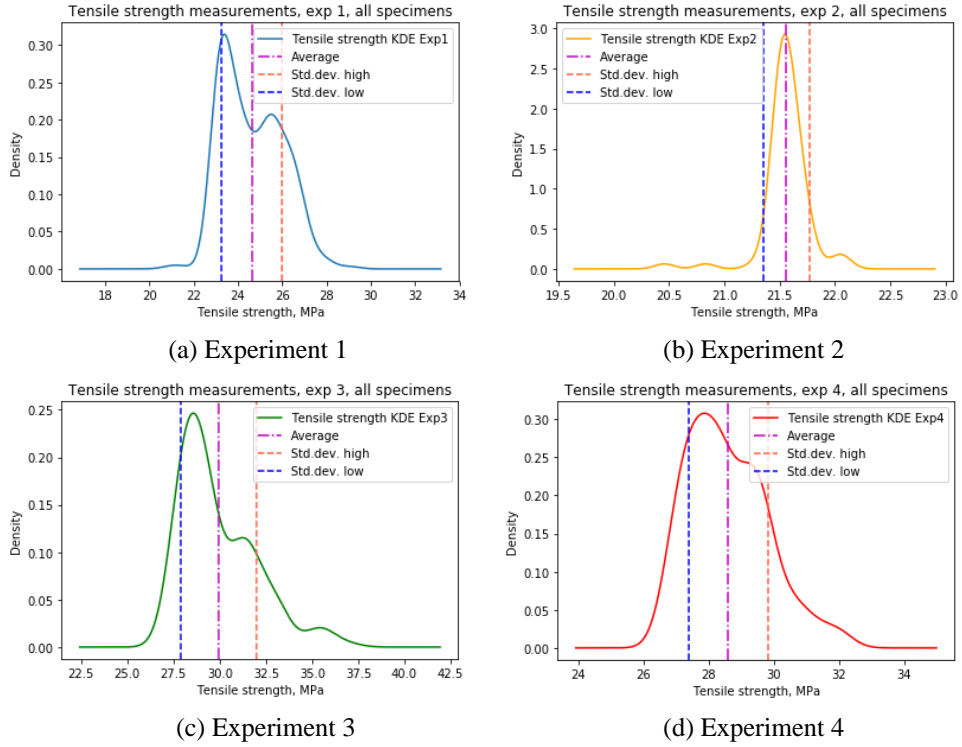 Tensile strength measurements, exp 1, all specimens
Tensile strength KDE Exp1
Average
Std.dev. high
Std.dev. low
Density
0.30
0.25
0.20
0.15
0.10
0.05
0.00
18 20 22 24 26 28 30 32 34
Tensile strength, MPa
(a) Experiment 1
Tensile strength measurements, exp 2, all specimens
Tensile strength KDE Exp2
Average
Std.dev. high
Std.dev. low
Density
3.0
2.5
2.0
1.5
1.0
0.5
0.0
19.5 20.0 20.5 21.0 21.5 22.0 22.5 23.0
Tensile strength, MPa
(b) Experiment 2
Tensile strength measurements, exp 3, all specimens
Tensile strength KDE Exp3
Average
Std.dev. high
Std.dev. low
Density
0.25
0.20
0.15
0.10
0.05
0.00
22.5 25.0 27.5 30.0 32.5 35.0 37.5 40.0 42.5
Tensile strength, MPa
(c) Experiment 3
Tensile strength measurements, exp 4, all specimens
Tensile strength KDE Exp4
Average
Std.dev. high
Std.dev. low
Density
0.30
0.25
0.20
0.15
0.10
0.05
0.00
24 26 28 30 32 34
Tensile strength, MPa
(d) Experiment 4